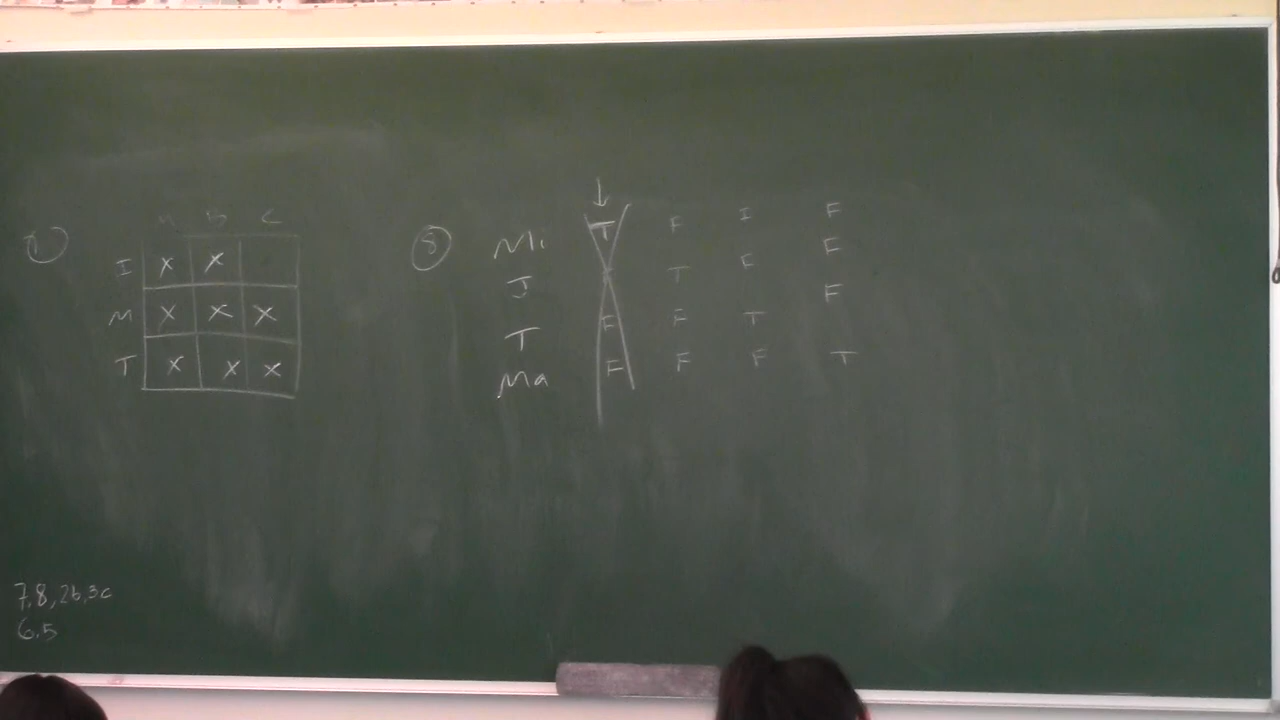 7
A B C
I X X
M X X X
T X X X
8
↓
Mi T F I F
J T F F
T F F T F
Ma F F F T
7,8,2b,3c
6.5